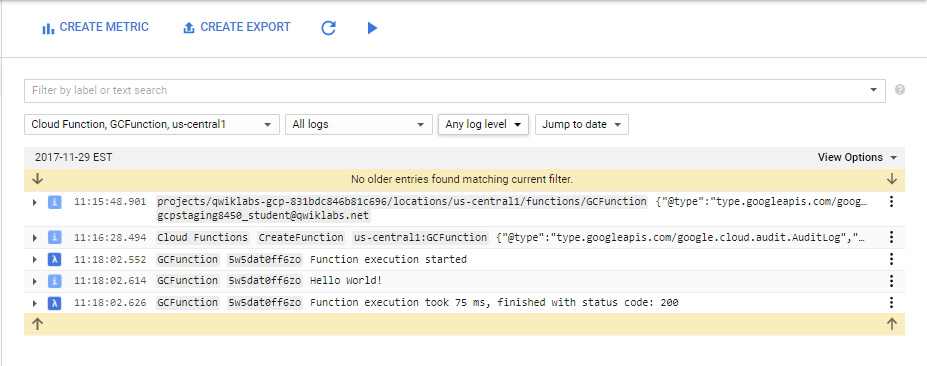 CREATE METRIC CREATE EXPORT
Filter by label or text search
Cloud Function, GCFunction, us-central1 All logs Any log level Jump to date
2017-11-29 EST View Options
No older entries found matching current filter.
11:15:48.901 projects/qwiklabs-gcp-831bdc846b81c696/locations/us-central1/functions/GCFunction {"@type":"type.googleapis.com/goog…
gcpstaging8450_student@qwiklabs.net
11:16:28.494 Cloud Functions CreateFunction us-central1:GCFunction {"@type":"type.googleapis.com/google.cloud.audit.AuditLog","…
λ 11:18:02.552 GCFunction 5w5dat0ff6zo Function execution started
11:18:02.614 GCFunction 5w5dat0ff6zo Hello World!
λ 11:18:02.626 GCFunction 5w5dat0ff6zo Function execution took 75 ms, finished with status code: 200